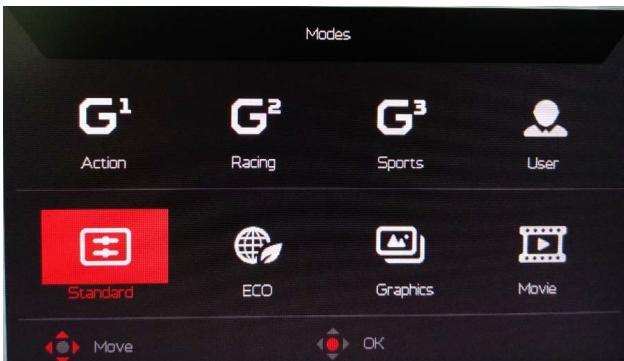 Modes
G¹ G² G³
Action Racing Sports User
Standard ECO Graphics Movie
Move OK